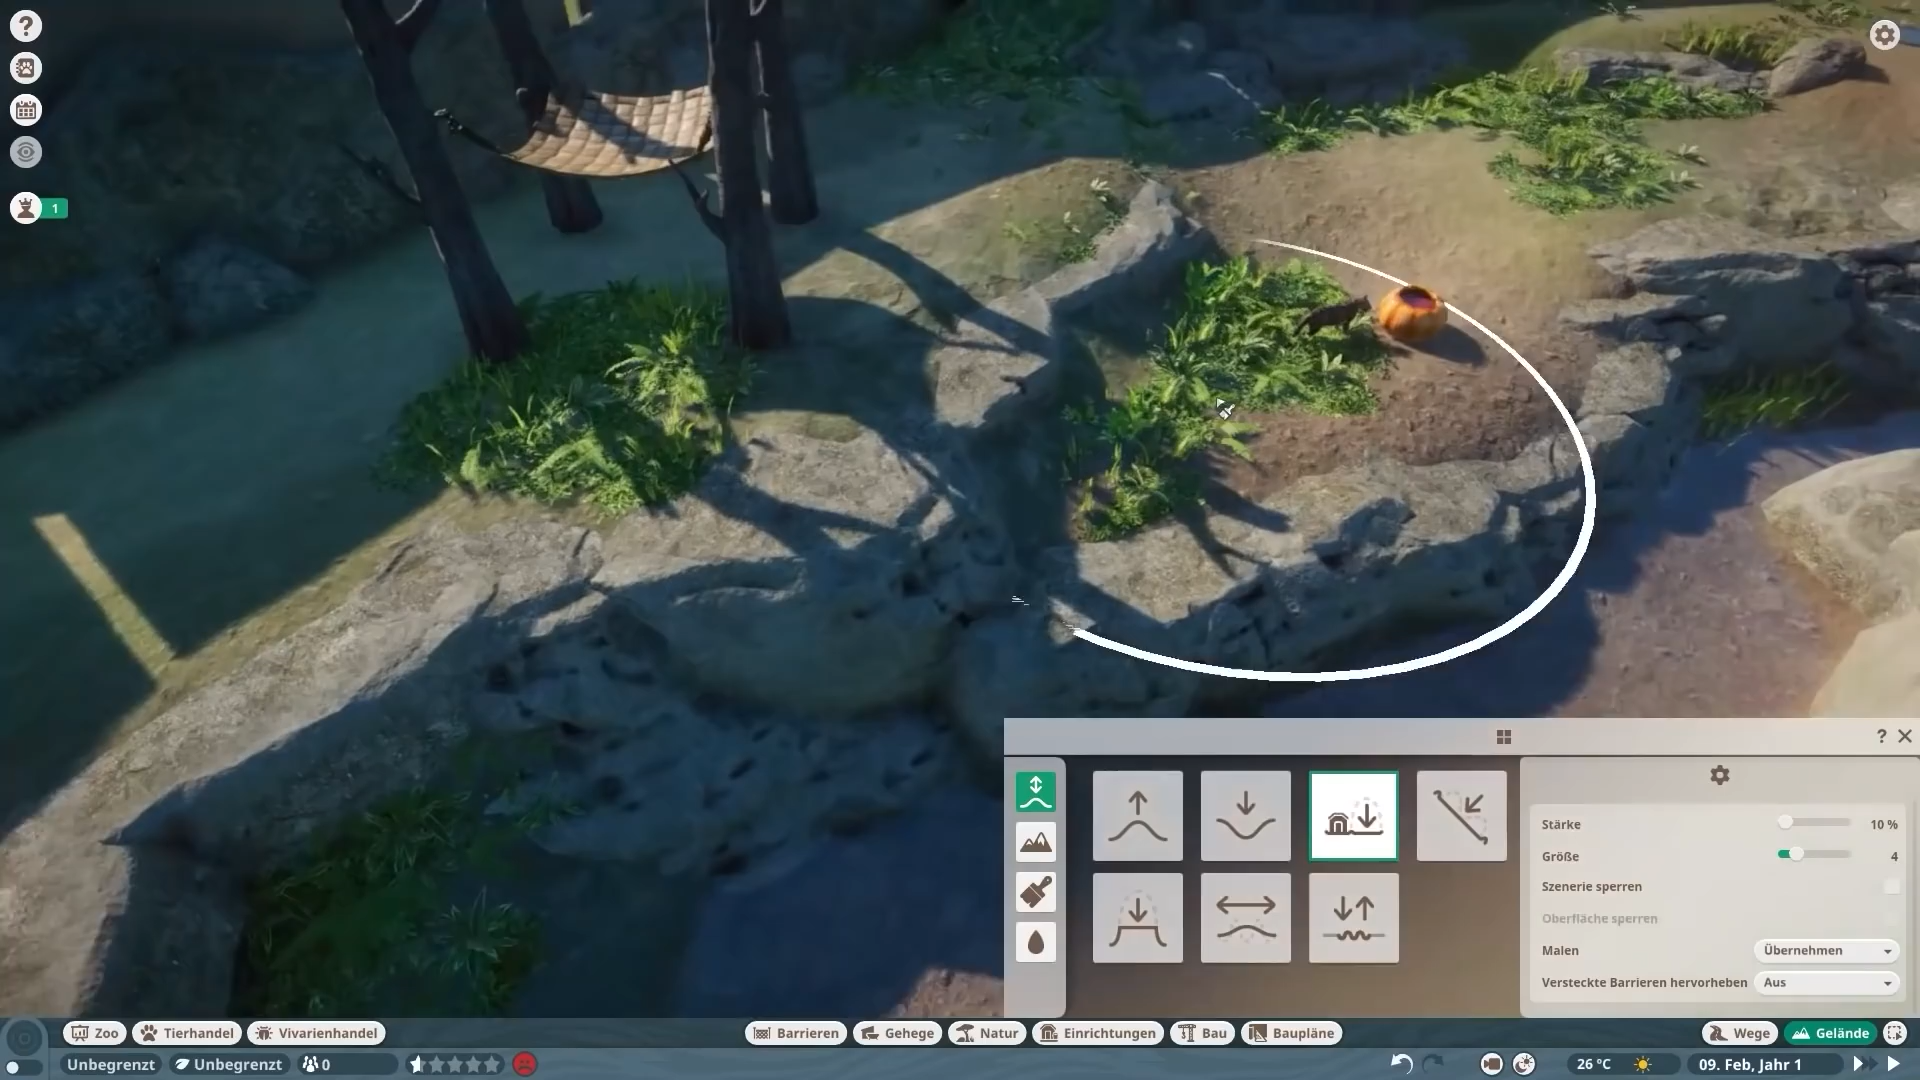 ?
1
?
Stärke 10 %
Größe 4
Szenerie sperren
Oberfläche sperren
Malen Übernehmen
Versteckte Barrieren hervorheben Aus
Zoo Tierhandel Vivarienhandel Barrieren Gehege Natur Einrichtungen Bau Baupläne Wege Gelände
Unbegrenzt Unbegrenzt 0 26 °C 09. Feb, Jahr 1